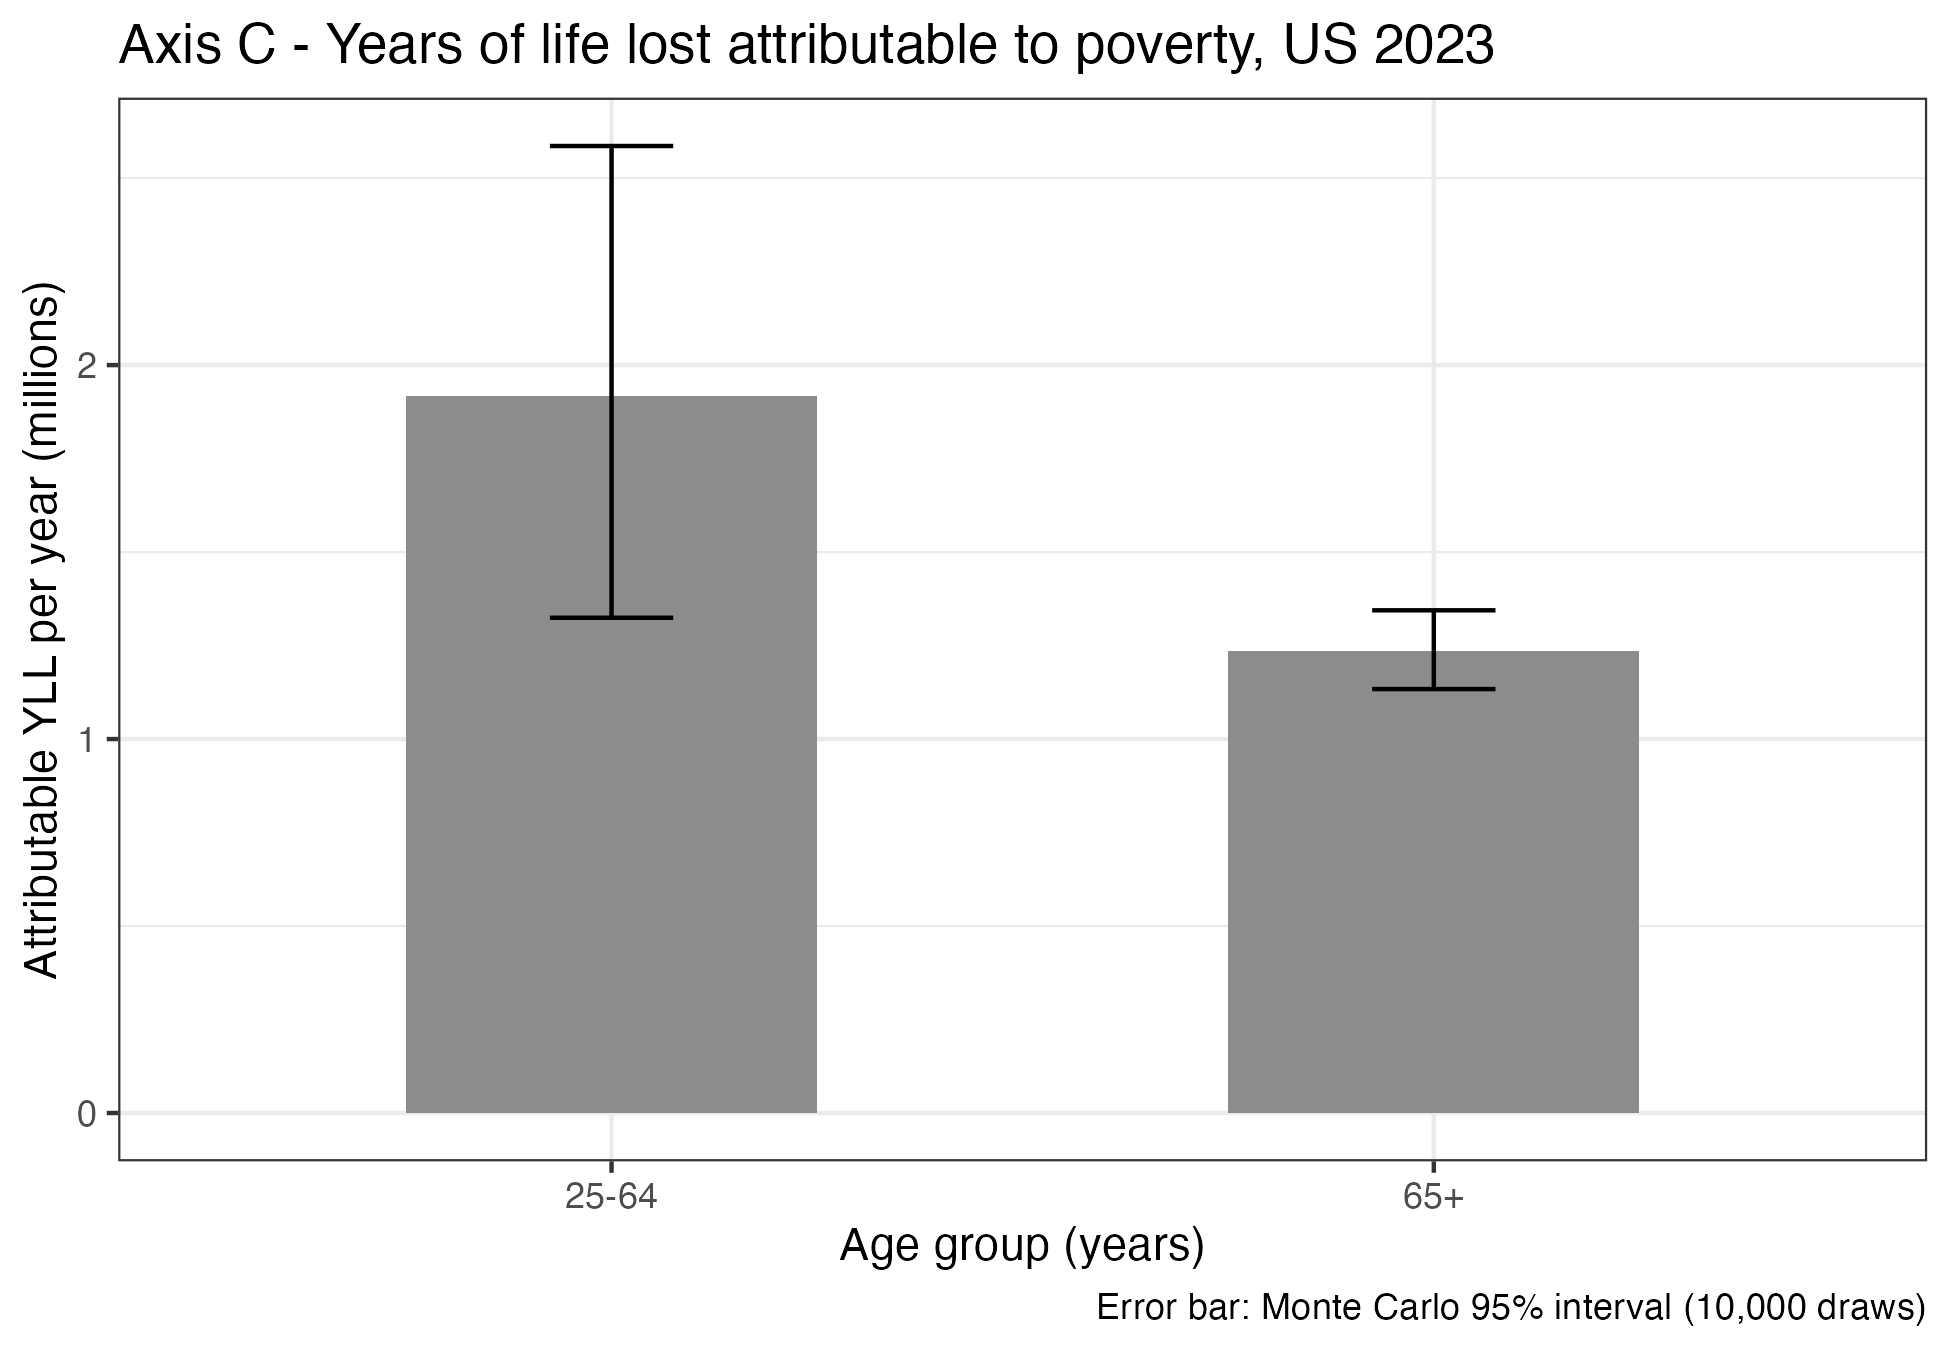 Axis C - Years of life lost attributable to poverty, US 2023
Attributable YLL per year (millions)
2
1
0
25-64
65+
Age group (years)
Error bar: Monte Carlo 95% interval (10,000 draws)